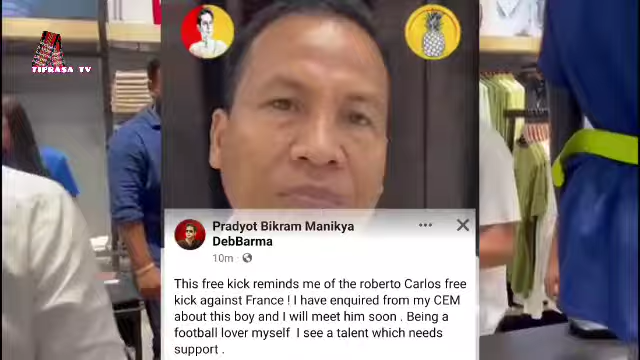 TIPRASA TV
Pradyot Bikram Manikya
DebBarma
10m ·
This free kick reminds me of the roberto Carlos free
kick against France ! I have enquired from my CEM
about this boy and I will meet him soon . Being a
football lover myself I see a talent which needs
support .